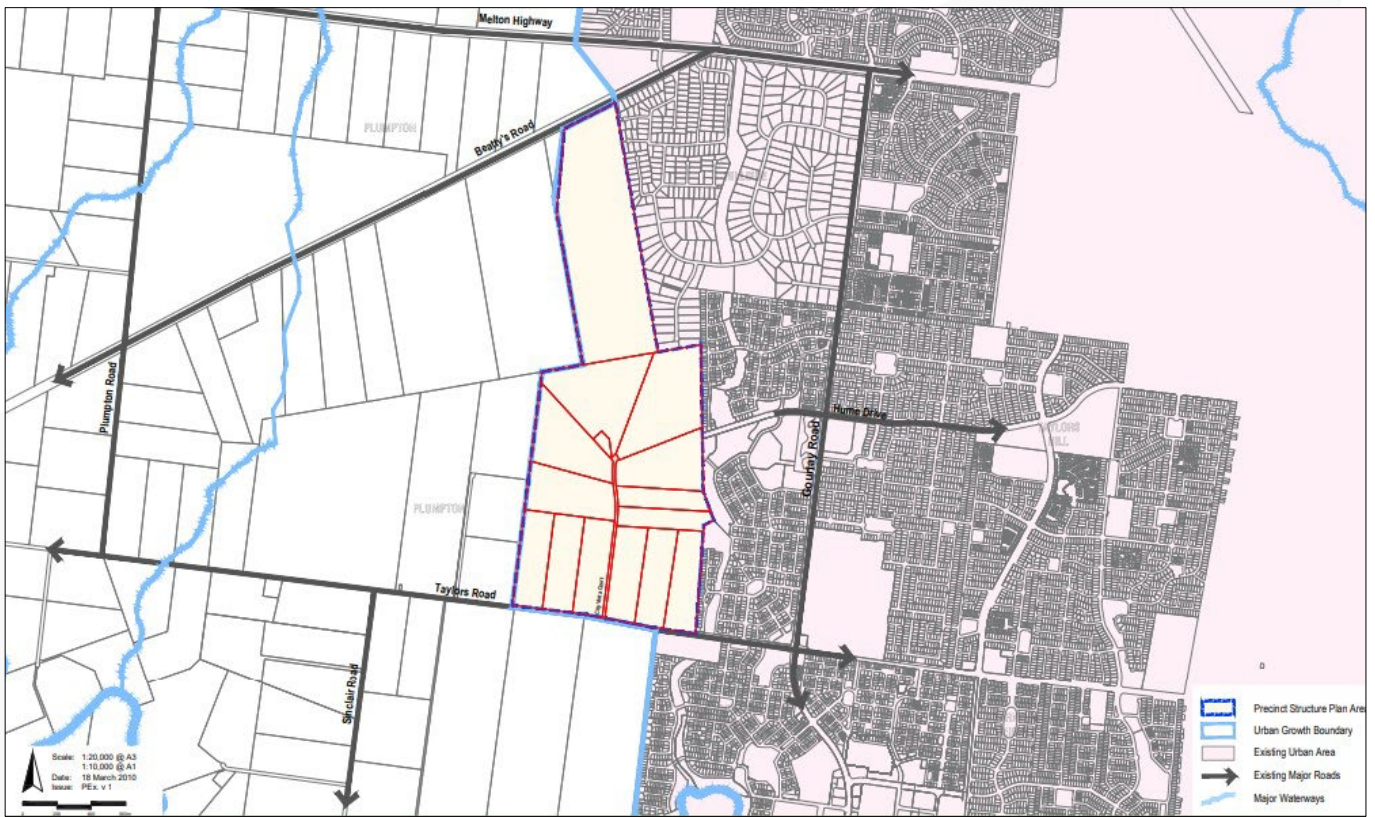 Melton Highway
PLUMPTON
Beatty's Road
Plumpton Road
Hume Drive
TAYLORS
HILL
Gourlay Road
PLUMPTON
Taylors Road
Sinclair Road
Precinct Structure Plan Area
Urban Growth Boundary
Existing Urban Area
Existing Major Roads
Major Waterways
Scale: 1:20,000 @ A3
1:10,000 @ A1
Date: 18 March 2010
Issue: PEx. v 1